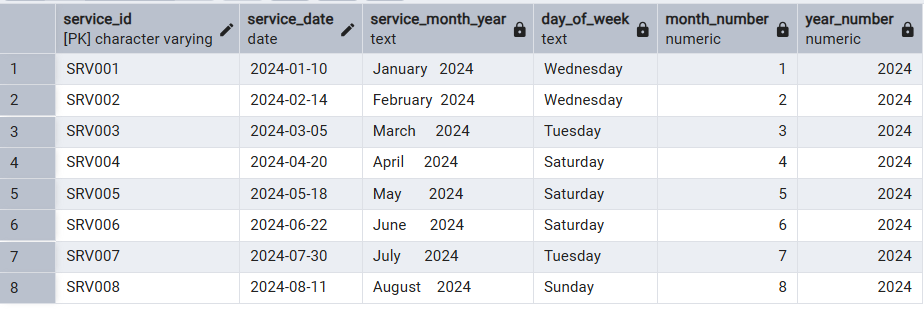 service_id service_date service_month_year day_of_week month_number year_number
[PK] character varying date text text numeric numeric
1 SRV001 2024-01-10 January   2024 Wednesday 1 2024
2 SRV002 2024-02-14 February  2024 Wednesday 2 2024
3 SRV003 2024-03-05 March     2024 Tuesday 3 2024
4 SRV004 2024-04-20 April     2024 Saturday 4 2024
5 SRV005 2024-05-18 May       2024 Saturday 5 2024
6 SRV006 2024-06-22 June      2024 Saturday 6 2024
7 SRV007 2024-07-30 July      2024 Tuesday 7 2024
8 SRV008 2024-08-11 August    2024 Sunday 8 2024